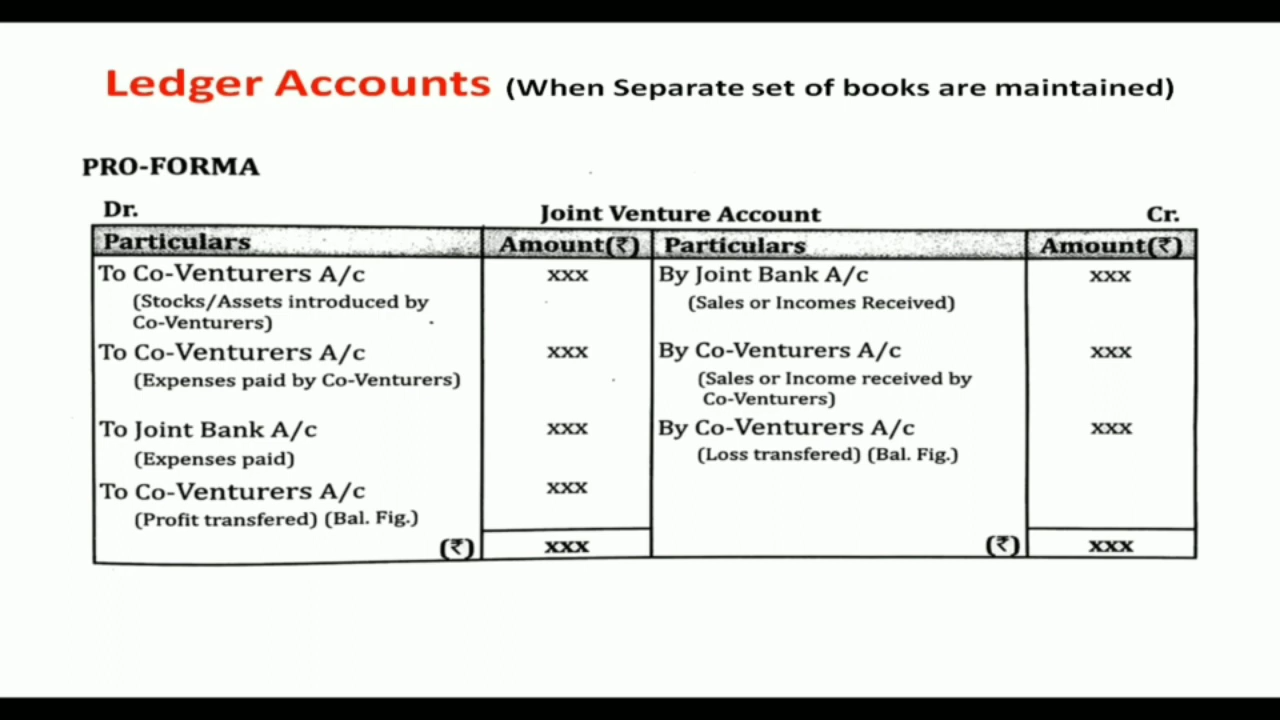 Ledger Accounts (When Separate set of books are maintained)
PRO-FORMA
Dr. Joint Venture Account Cr.
Particulars Amount(₹) Particulars Amount(₹)
To Co-Venturers A/c xxx By Joint Bank A/c xxx
(Stocks/Assets introduced by (Sales or Incomes Received)
Co-Venturers)
To Co-Venturers A/c xxx By Co-Venturers A/c xxx
(Expenses paid by Co-Venturers) (Sales or Income received by
Co-Venturers)
To Joint Bank A/c xxx By Co-Venturers A/c xxx
(Expenses paid) (Loss transfered) (Bal. Fig.)
To Co-Venturers A/c xxx
(Profit transfered) (Bal. Fig.)
(₹) xxx (₹) xxx